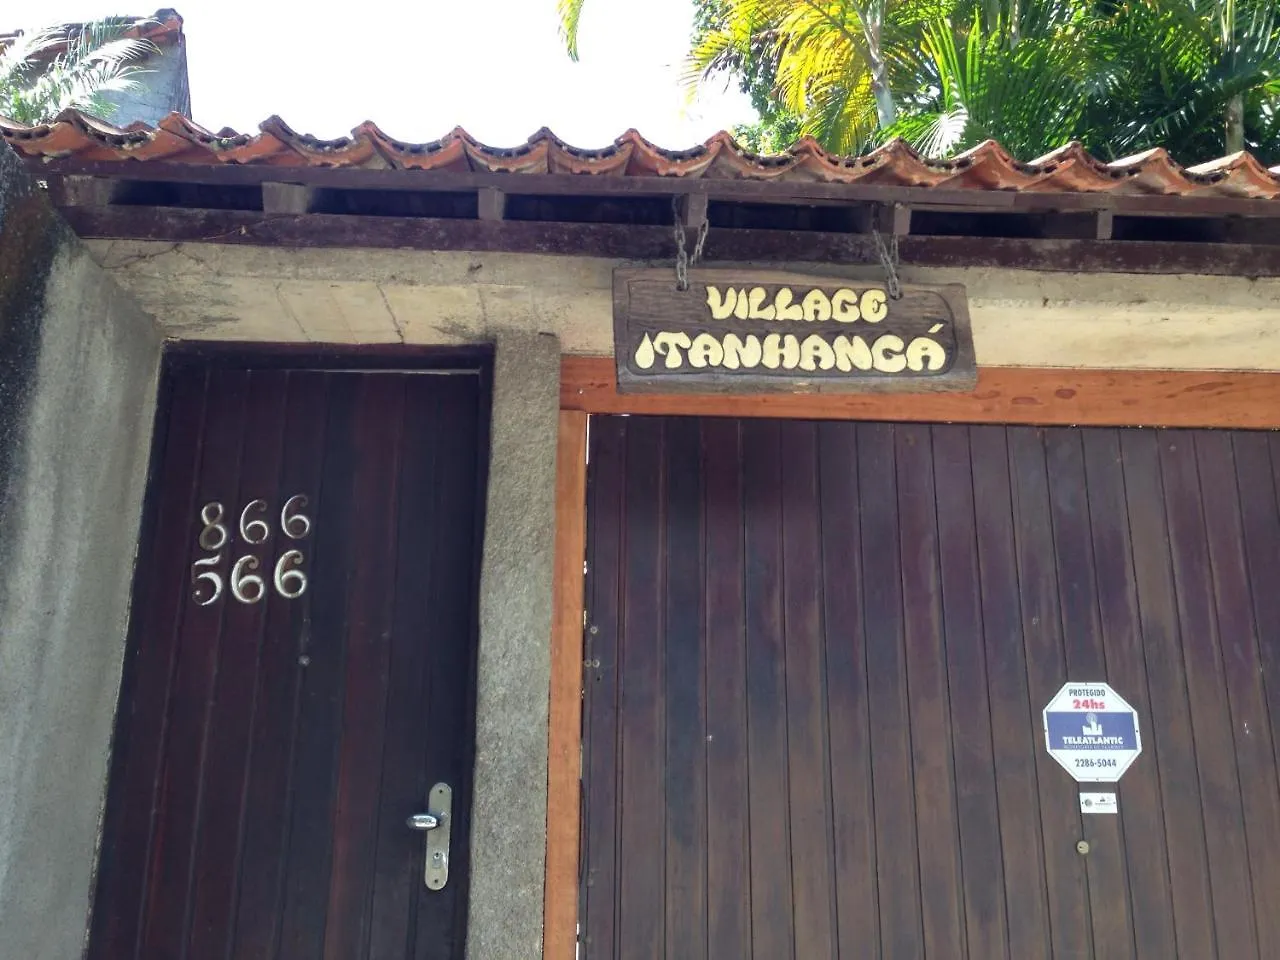 VILLAGE
ITANHANGÁ
866
566
PROTEGIDO
24hs
TELEATLANTIC
2286-5044